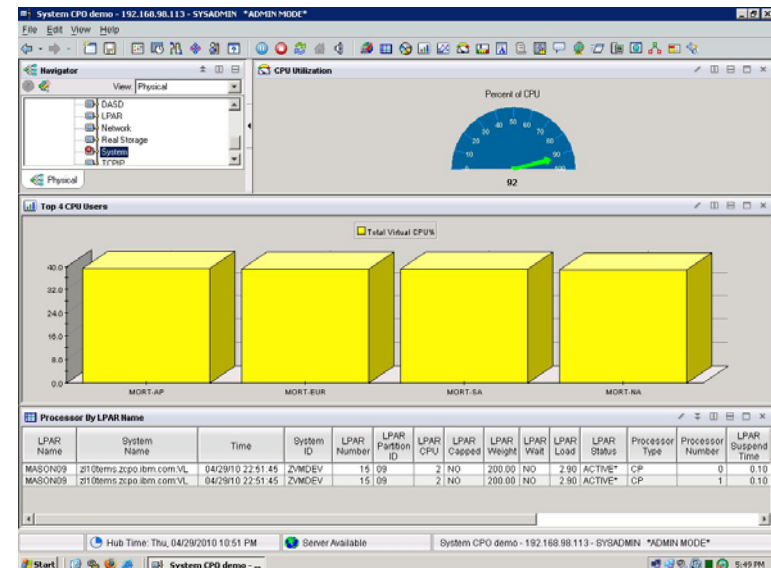 System CPO demo - 192.168.98.113 - SYSADMIN *ADMIN MODE*
File Edit View Help
Navigator
View: Physical
DASD
LPAR
Network
Real Storage
System
TCPIP
Physical
CPU Utilization
Percent of CPU
0 10 20 30 40 50 60 70 80 90 100
92
Top 4 CPU Users
Total Virtual CPU%
40.0
32.0
24.0
16.0
8.0
0.0
MORT-AP MORT-EUR MORT-SA MORT-NA
Processor By LPAR Name
LPAR Name System Name Time System ID LPAR Number LPAR Partition ID LPAR CPU LPAR Capped LPAR Weight LPAR Wait LPAR Load LPAR Status Processor Type Processor Number LPAR Suspend Time
MASON09 zl10tems.zcpo.ibm.com:VL 04/29/10 22:51:45 ZVMDEV 15 09 2 NO 200.00 NO 2.90 ACTIVE* CP 0 0.10
MASON09 zl10tems.zcpo.ibm.com:VL 04/29/10 22:51:45 ZVMDEV 15 09 2 NO 200.00 NO 2.90 ACTIVE* CP 1 0.10
Hub Time: Thu, 04/29/2010 10:51 PM Server Available System CPO demo - 192.168.98.113 - SYSADMIN *ADMIN MODE*
Start System CPO demo - ... 5:49 PM